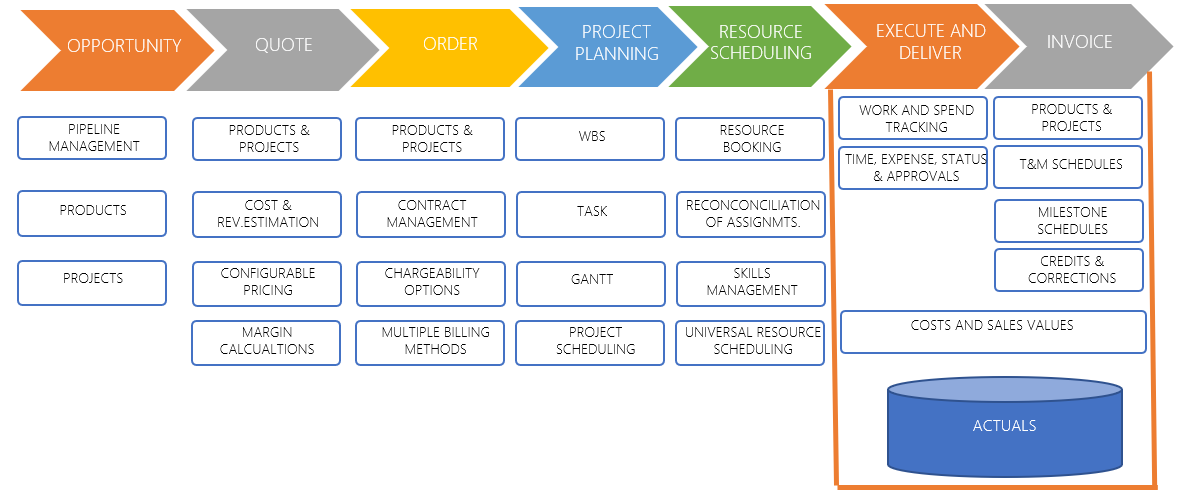 OPPORTUNITY
QUOTE
ORDER
PROJECT
PLANNING
RESOURCE
SCHEDULING
EXECUTE AND
DELIVER
INVOICE
PIPELINE
MANAGEMENT
PRODUCTS
PROJECTS
PRODUCTS &
PROJECTS
COST &
REV.ESTIMATION
CONFIGURABLE
PRICING
MARGIN
CALCUALTIONS
PRODUCTS &
PROJECTS
CONTRACT
MANAGEMENT
CHARGEABILITY
OPTIONS
MULTIPLE BILLING
METHODS
WBS
TASK
GANTT
PROJECT
SCHEDULING
RESOURCE
BOOKING
RECONCONCILIATION
OF ASSIGNMTS.
SKILLS
MANAGEMENT
UNIVERSAL RESOURCE
SCHEDULING
WORK AND SPEND
TRACKING
TIME, EXPENSE, STATUS
& APPROVALS
PRODUCTS &
PROJECTS
T&M SCHEDULES
MILESTONE
SCHEDULES
CREDITS &
CORRECTIONS
COSTS AND SALES VALUES
ACTUALS